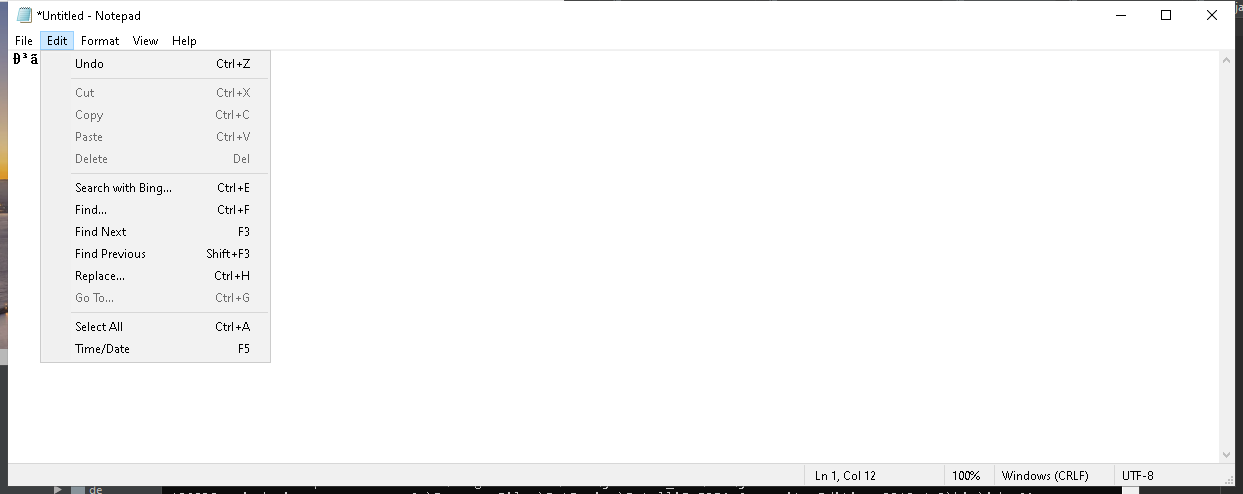 *Untitled - Notepad
File Edit Format View Help
Ð³ã
Undo Ctrl+Z
Cut Ctrl+X
Copy Ctrl+C
Paste Ctrl+V
Delete Del
Search with Bing... Ctrl+E
Find... Ctrl+F
Find Next F3
Find Previous Shift+F3
Replace... Ctrl+H
Go To... Ctrl+G
Select All Ctrl+A
Time/Date F5
Ln 1, Col 12 100% Windows (CRLF) UTF-8
de